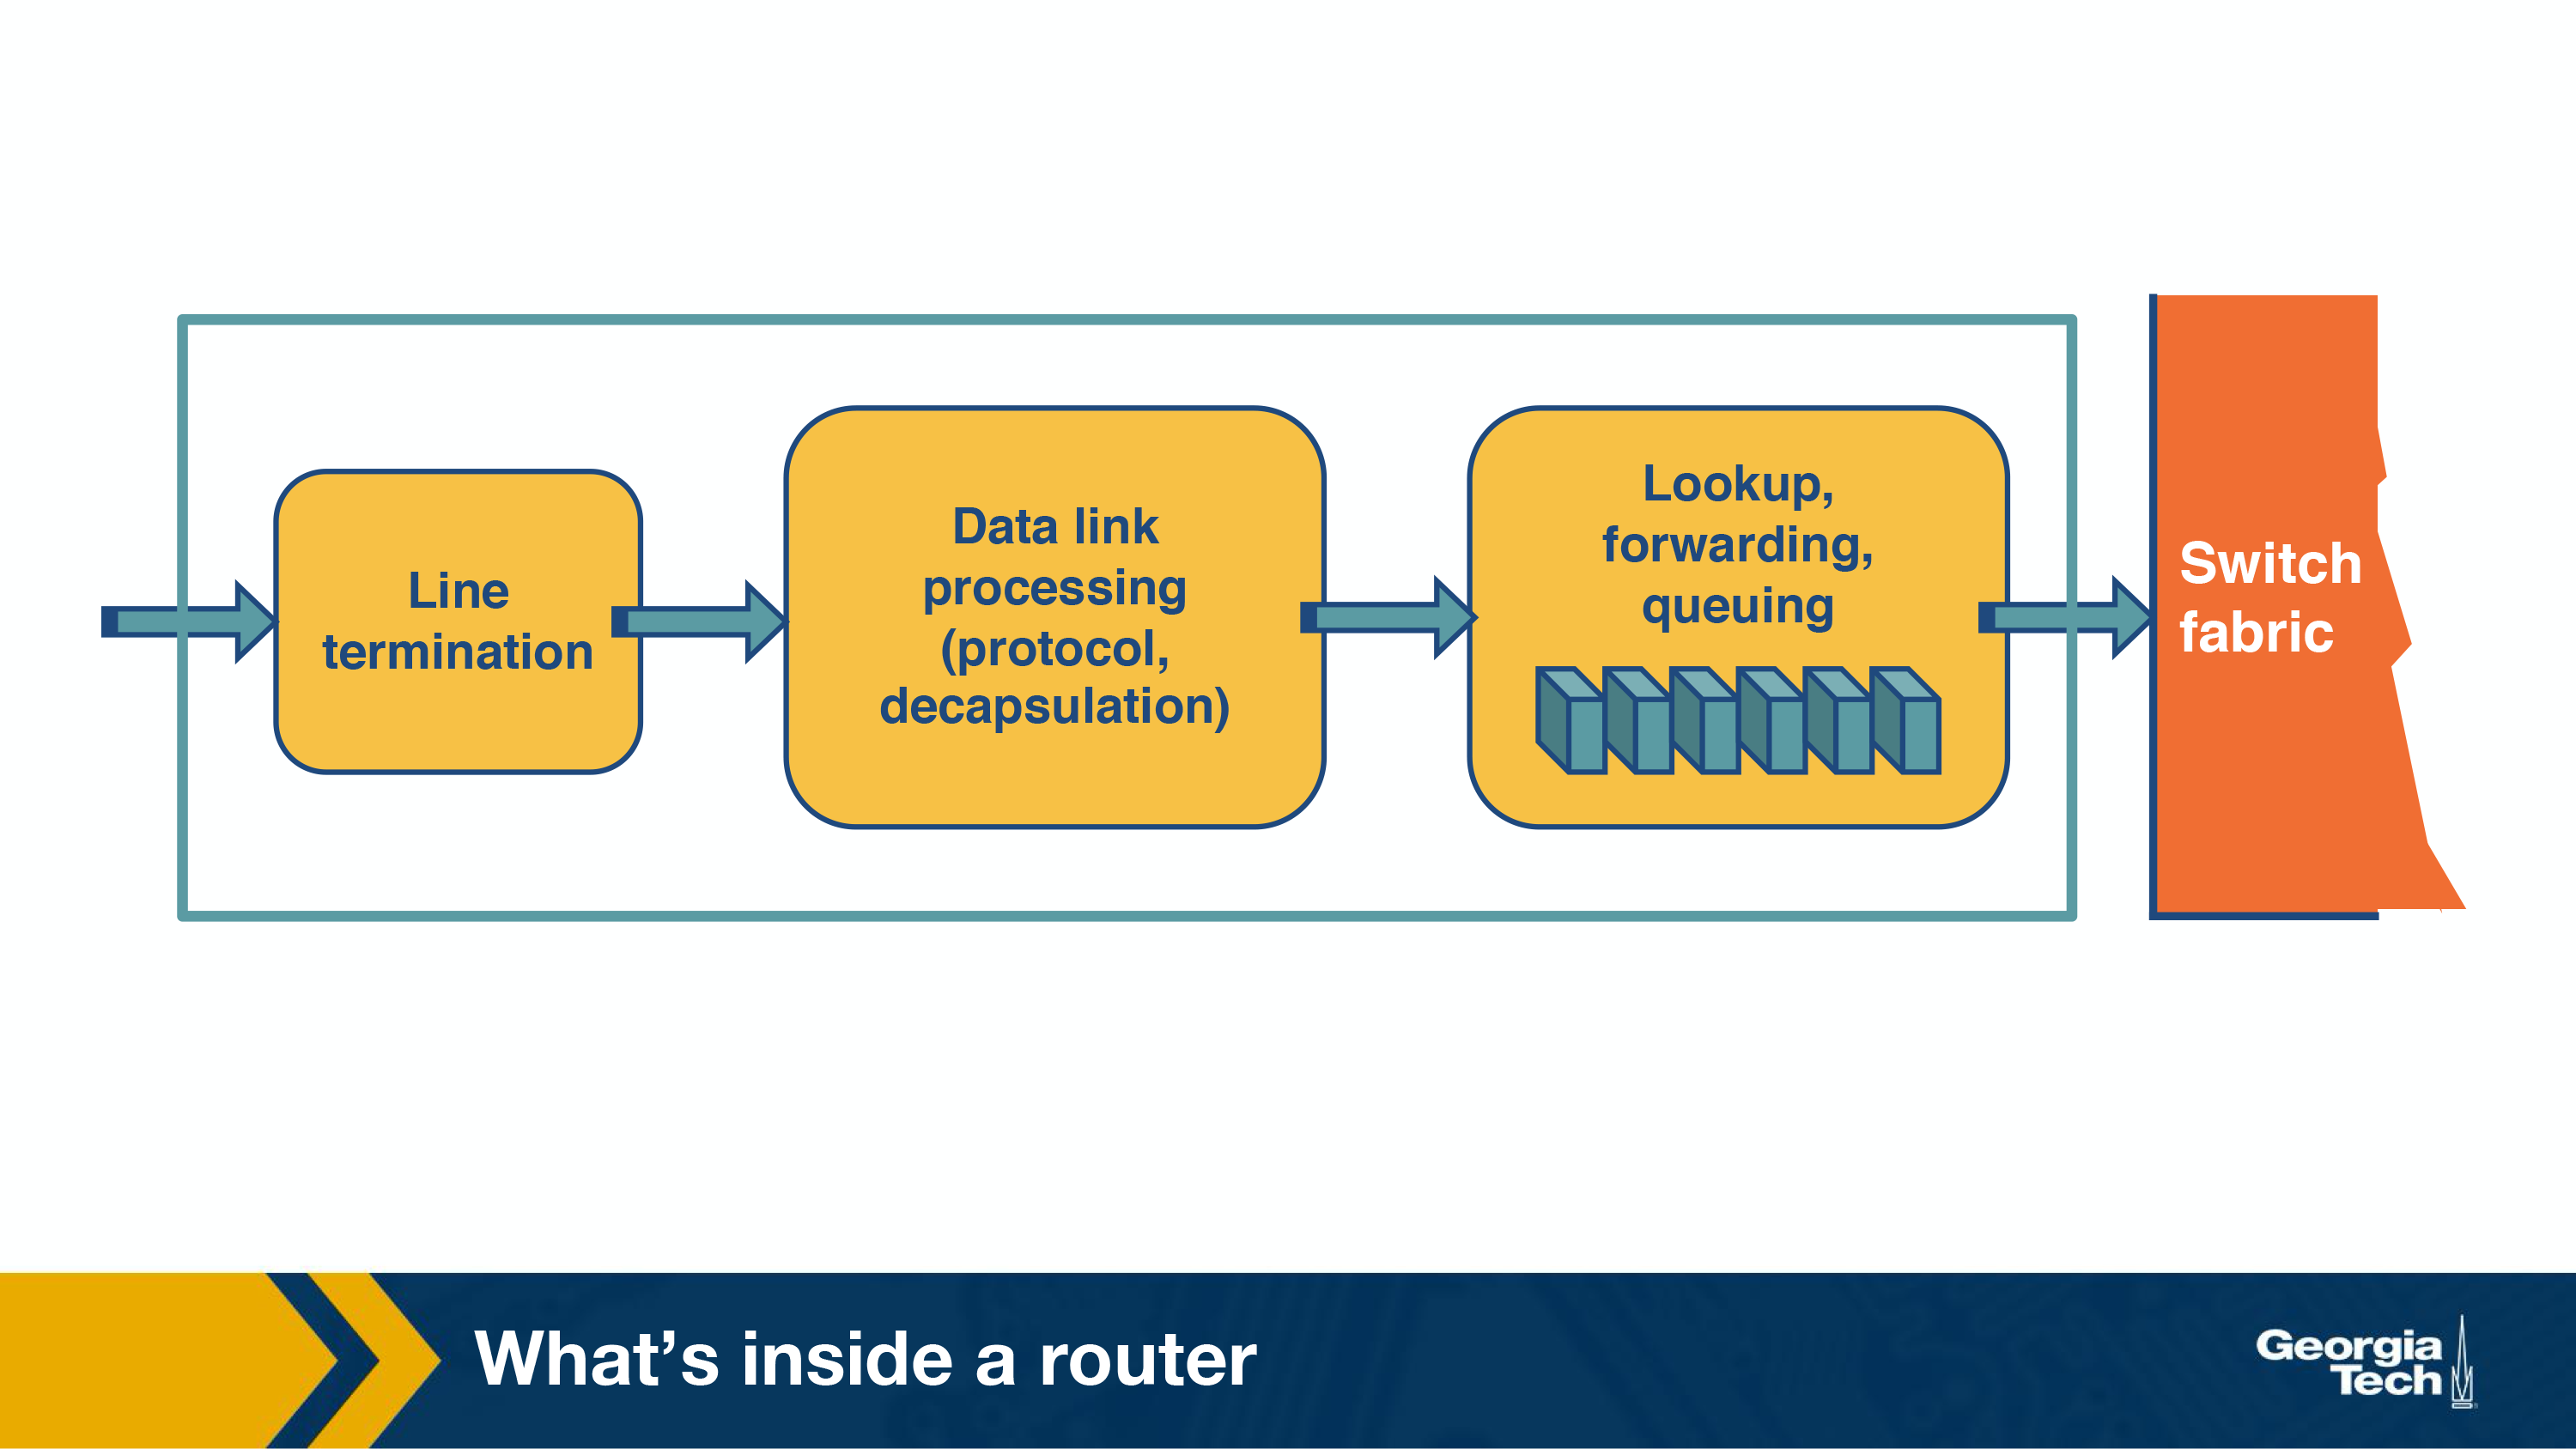 Line
termination
Data link
processing
(protocol,
decapsulation)
Lookup,
forwarding,
queuing
Switch
fabric
What’s inside a router
Georgia
Tech